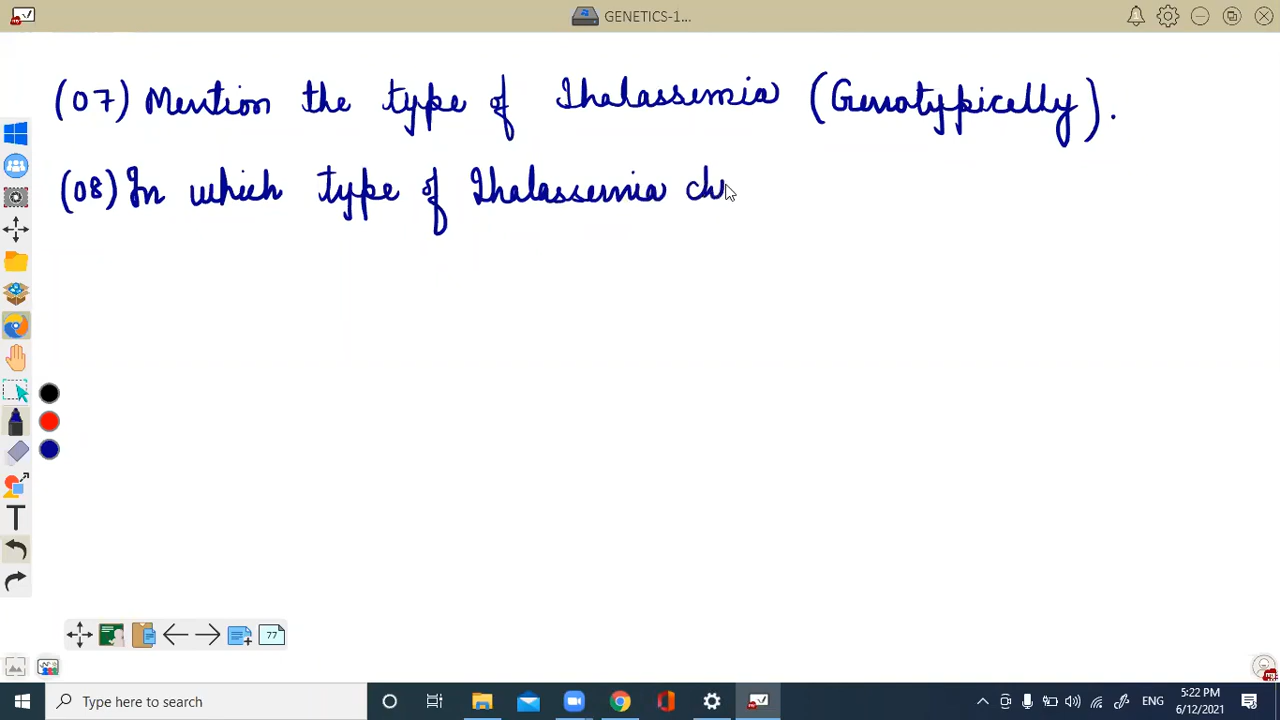 GENETICS-1...
(07) Mention the type of Thalassemia (Genotypically).
(08) In which type of Thalassemia ch
T
77
Type here to search
ENG
5:22 PM
6/12/2021